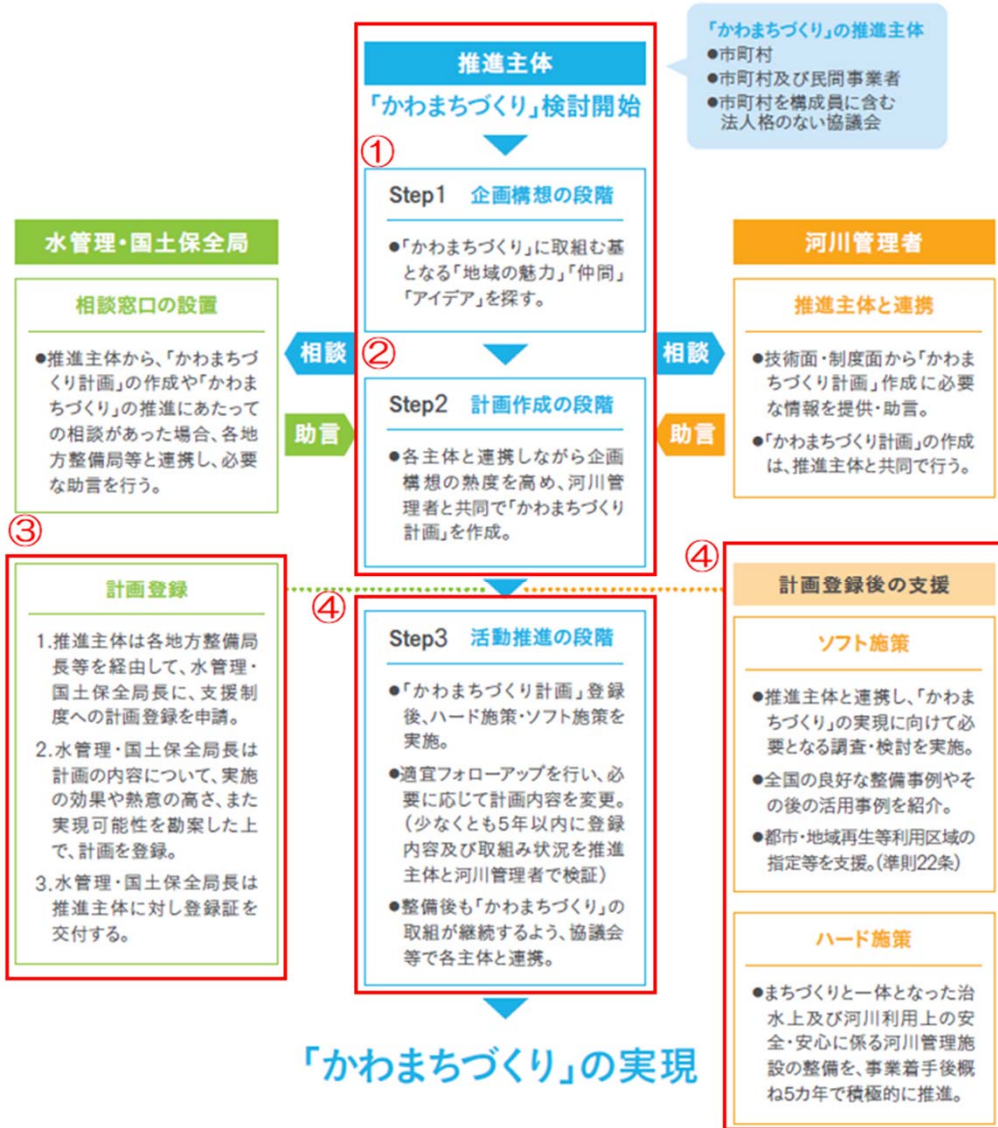 「かわまちづくり」の推進主体
●市町村
●市町村及び民間事業者
●市町村を構成員に含む
法人格のない協議会
推進主体
「かわまちづくり」検討開始
①
Step1 企画構想の段階
●「かわまちづくり」に取組む基
となる「地域の魅力」「仲間」
「アイデア」を探す。
水管理・国土保全局
相談窓口の設置
●推進主体から、「かわまちづ
くり計画」の作成や「かわま
ちづくり」の推進にあたって
の相談があった場合、各地
方整備局等と連携し、必要
な助言を行う。
相談
助言
②
Step2 計画作成の段階
●各主体と連携しながら企画
構想の熱度を高め、河川管
理者と共同で「かわまちづくり
計画」を作成。
相談
助言
河川管理者
推進主体と連携
●技術面・制度面から「かわま
ちづくり計画」作成に必要
な情報を提供・助言。
●「かわまちづくり計画」の作成
は、推進主体と共同で行う。
③
計画登録
1.推進主体は各地方整備局
長等を経由して、水管理・
国土保全局長に、支援制
度への計画登録を申請。
2.水管理・国土保全局長は
計画の内容について、実施
の効果や熱意の高さ、また
実現可能性を勘案した上
で、計画を登録。
3.水管理・国土保全局長は
推進主体に対し登録証を
交付する。
④
Step3 活動推進の段階
●「かわまちづくり計画」登録
後、ハード施策・ソフト施策を
実施。
●適宜フォローアップを行い、必
要に応じて計画内容を変更。
(少なくとも5年以内に登録
内容及び取組み状況を推進
主体と河川管理者で検証)
●整備後も「かわまちづくり」の
取組が継続するよう、協議会
等で各主体と連携。
④
計画登録後の支援
ソフト施策
●推進主体と連携し、「かわま
ちづくり」の実現に向けて必
要となる調査・検討を実施。
●全国の良好な整備事例やそ
の後の活用事例を紹介。
●都市・地域再生等利用区域の
指定等を支援。(準則22条)
ハード施策
●まちづくりと一体となった治
水上及び河川利用上の安
全・安心に係る河川管理施
設の整備を、事業着手後概
ね5カ年で積極的に推進。
「かわまちづくり」の実現